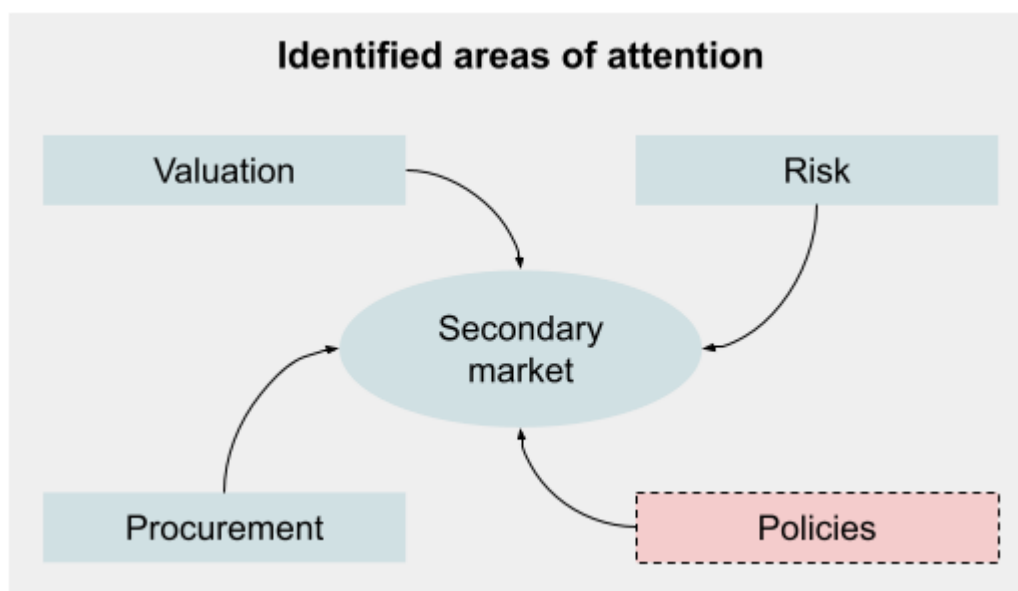 Identified areas of attention
Valuation
Risk
Secondary
market
Procurement
Policies